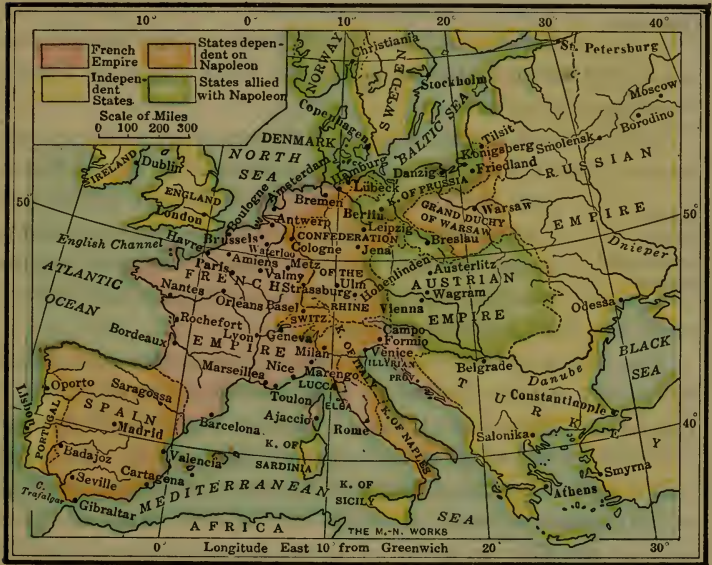 10°
0°
10°
20°
30°
40°
French
Empire
States depen-
dent on
Napoleon
Indepen-
dent
States
States allied
with Napoleon
Scale of Miles
0 100 200 300
NORWAY
Christiania
SWEDEN
Stockholm
St. Petersburg
Moscow
Borodino
Smolensk
RUSSIAN
EMPIRE
Dnieper
Copenhagen
BALTIC SEA
DENMARK
NORTH
SEA
IRELAND
Dublin
ENGLAND
London
Tilsit
Königsberg
Friedland
Danzig
K. OF PRUSSIA
Hamburg
Lübeck
Amsterdam
Bremen
Berlin
Warsaw
GRAND DUCHY
OF WARSAW
50°
50°
English Channel
Boulogne
Antwerp
Leipzig
Brussels
CONFEDERATION
Waterloo
Cologne
Jena
Breslau
Havre
Amiens
Metz
OF THE
Paris
Valmy
Hohenlinden
Austerlitz
FRENCH
Strassburg
Ulm
AUSTRIAN
Wagram
ATLANTIC
OCEAN
Nantes
Orleans
Basel
RHINE
Vienna
EMPIRE
Odessa
SWITZ.
Rochefort
EMPIRE
Lyon
Geneva
Campo
Formio
Bordeaux
Milan
K. OF ITALY
Venice
ILLYRIAN
PROV.
Belgrade
Danube
BLACK
SEA
Marseilles
Nice
Marengo
LUCCA
Toulon
ELBA
TURKEY
Constantinople
Oporto
Saragossa
SPAIN
Madrid
Barcelona
Ajaccio
Rome
K. OF NAPLES
Salonika
40°
Lisbon
PORTUGAL
Badajoz
Valencia
K. OF
SARDINIA
Seville
Cartagena
K. OF
SICILY
Athens
Smyrna
C.
Trafalgar
Gibraltar
MEDITERRANEAN
SEA
AFRICA
THE M.-N. WORKS
0°
Longitude East 10° from Greenwich
20°
30°